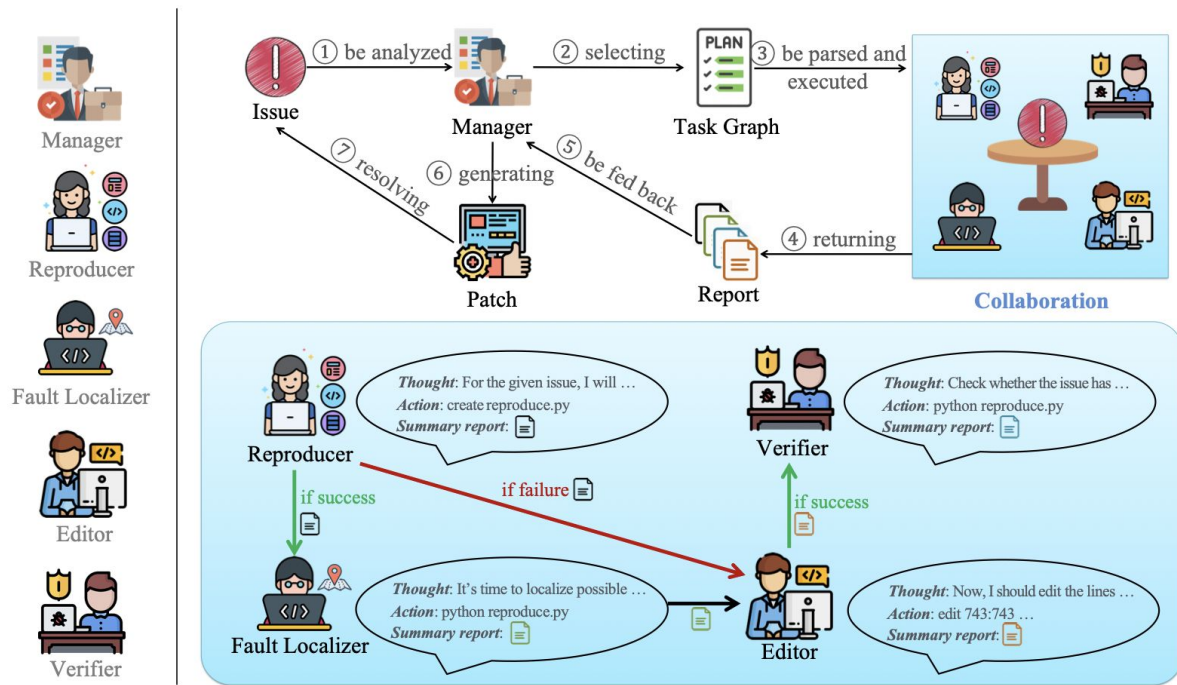 Manager
Reproducer
Fault Localizer
Editor
Verifier
① be analyzed
② selecting
PLAN
③ be parsed and
executed
Issue
Manager
Task Graph
⑦ resolving
⑥ generating
⑤ be fed back
④ returning
Patch
Report
Collaboration
Thought: For the given issue, I will ...
Action: create reproduce.py
Summary report:
Reproducer
Thought: Check whether the issue has ...
Action: python reproduce.py
Summary report:
Verifier
if success
if failure
if success
Thought: It's time to localize possible ...
Action: python reproduce.py
Summary report:
Fault Localizer
Thought: Now, I should edit the lines ...
Action: edit 743:743 ...
Summary report:
Editor